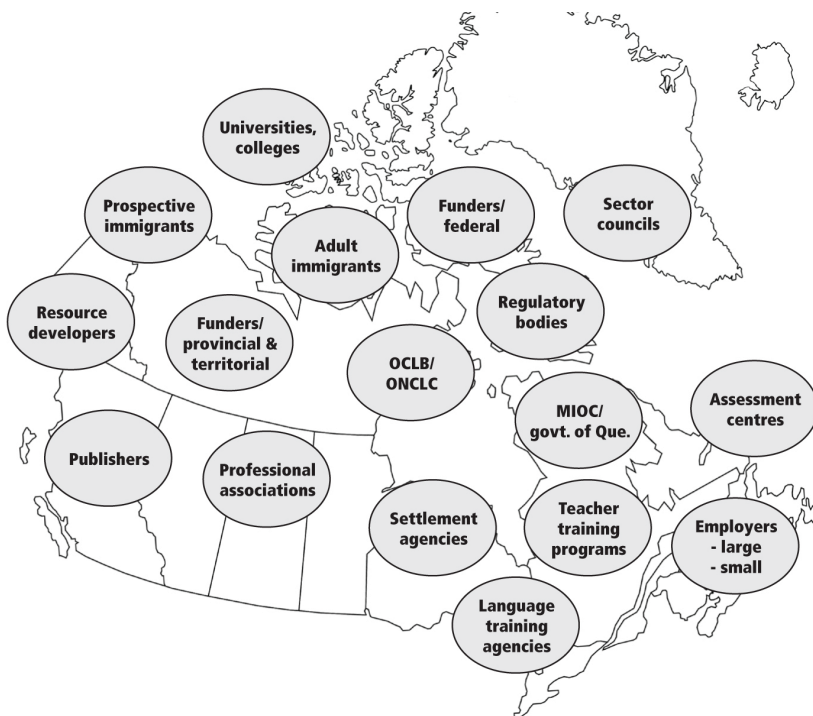 Universities,
colleges
Prospective
immigrants
Adult
immigrants
Funders/
federal
Sector
councils
Resource
developers
Funders/
provincial &
territorial
Regulatory
bodies
OCLB/
ONCLC
MIOC/
govt. of Que.
Assessment
centres
Publishers
Professional
associations
Settlement
agencies
Teacher
training
programs
Employers
- large
- small
Language
training
agencies